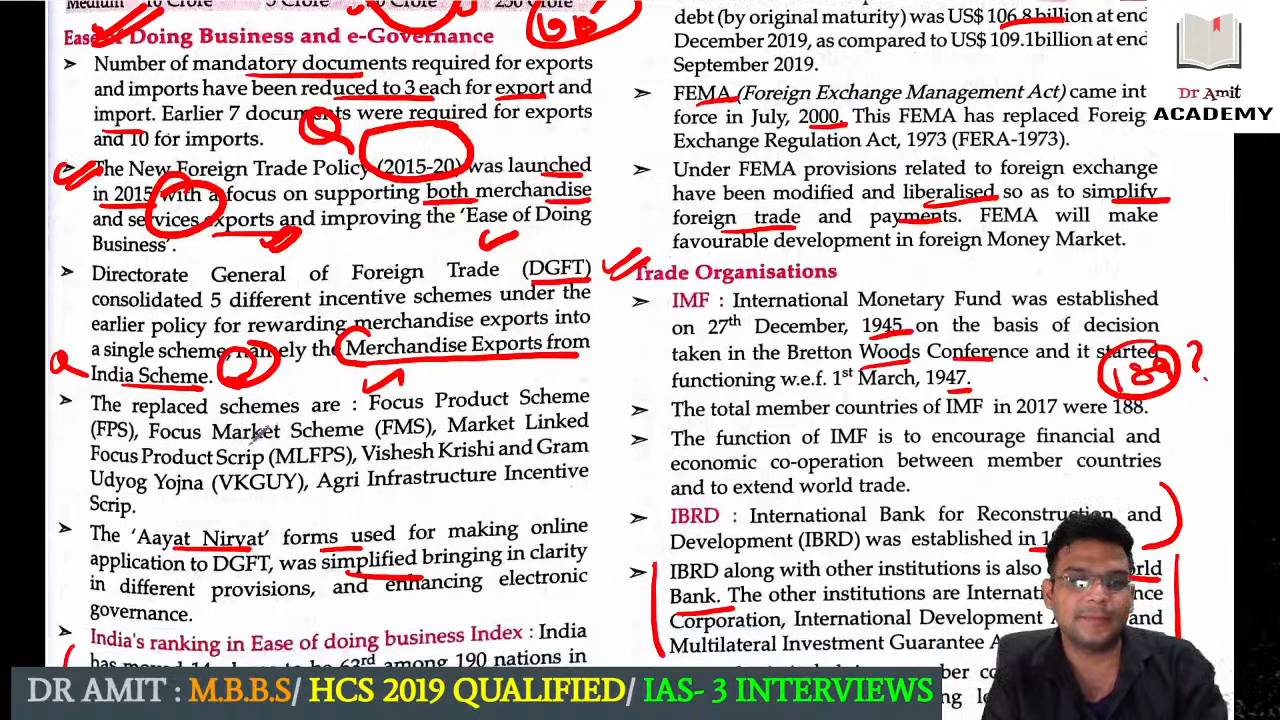 Medium 10 Crore 5 Crore 250 Crore
Ease of Doing Business and e-Governance
➤ Number of mandatory documents required for exports
and imports have been reduced to 3 each for export and
import. Earlier 7 documents were required for exports
and 10 for imports.
➤ The New Foreign Trade Policy (2015-20) was launched
in 2015 with a focus on supporting both merchandise
and services exports and improving the 'Ease of Doing
Business'.
➤ Directorate General of Foreign Trade (DGFT)
consolidated 5 different incentive schemes under the
earlier policy for rewarding merchandise exports into
a single scheme, namely the Merchandise Exports from
India Scheme.
➤ The replaced schemes are : Focus Product Scheme
(FPS), Focus Market Scheme (FMS), Market Linked
Focus Product Scrip (MLFPS), Vishesh Krishi and Gram
Udyog Yojna (VKGUY), Agri Infrastructure Incentive
Scrip.
➤ The 'Aayat Niryat' forms used for making online
application to DGFT, was simplified bringing in clarity
in different provisions, and enhancing electronic
governance.
➤ India's ranking in Ease of doing business Index : India
has moved 14 places to be 63rd among 190 nations in
debt (by original maturity) was US$ 106.8 billion at end
December 2019, as compared to US$ 109.1billion at end
September 2019.
➤ FEMA (Foreign Exchange Management Act) came int
force in July, 2000. This FEMA has replaced Foreig
Exchange Regulation Act, 1973 (FERA-1973).
➤ Under FEMA provisions related to foreign exchange
have been modified and liberalised so as to simplify
foreign trade and payments. FEMA will make
favourable development in foreign Money Market.
Trade Organisations
➤ IMF : International Monetary Fund was established
on 27th December, 1945 on the basis of decision
taken in the Bretton Woods Conference and it started
functioning w.e.f. 1st March, 1947.
189 ?
➤ The total member countries of IMF in 2017 were 188.
➤ The function of IMF is to encourage financial and
economic co-operation between member countries
and to extend world trade.
➤ IBRD : International Bank for Reconstruction and
Development (IBRD) was established in
➤ IBRD along with other institutions is also
Bank. The other institutions are
Corporation, International Development and
Multilateral Investment Guarantee
Dr Amit
ACADEMY
DR AMIT : M.B.B.S/ HCS 2019 QUALIFIED/ IAS- 3 INTERVIEWS